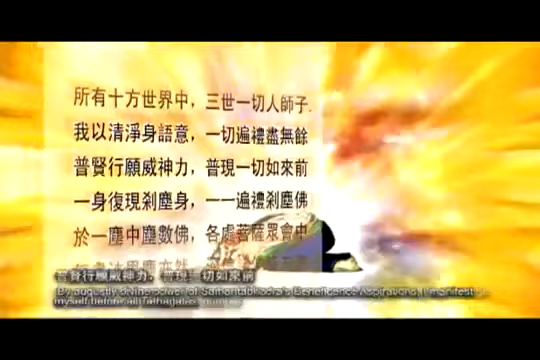 所有十方世界中，三世一切人師子.
我以清淨身語意，一切遍禮盡無餘
普賢行願威神力，普現一切如來前
一身復現剎塵身，一一遍禮剎塵佛
於一塵中塵數佛，各處菩薩眾會中
普賢行願威神力，普現一切如來前
By augustly divine power of Samantabhadra's Beneficence Aspirations, I manifest
myself before all Tathagatas